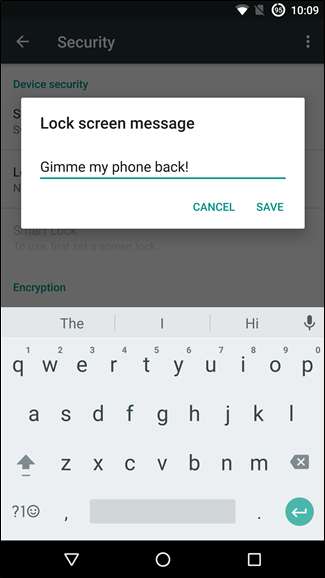 95 10:09
Security
Device security
Lock screen message
Gimme my phone back!
CANCEL SAVE
Smart Lock
To use, first set a screen lock
Encryption
The I Hi
1 2 3 4 5 6 7 8 9 0
q w e r t y u i o p
a s d f g h j k l
z x c v b n m
?1☺ , .